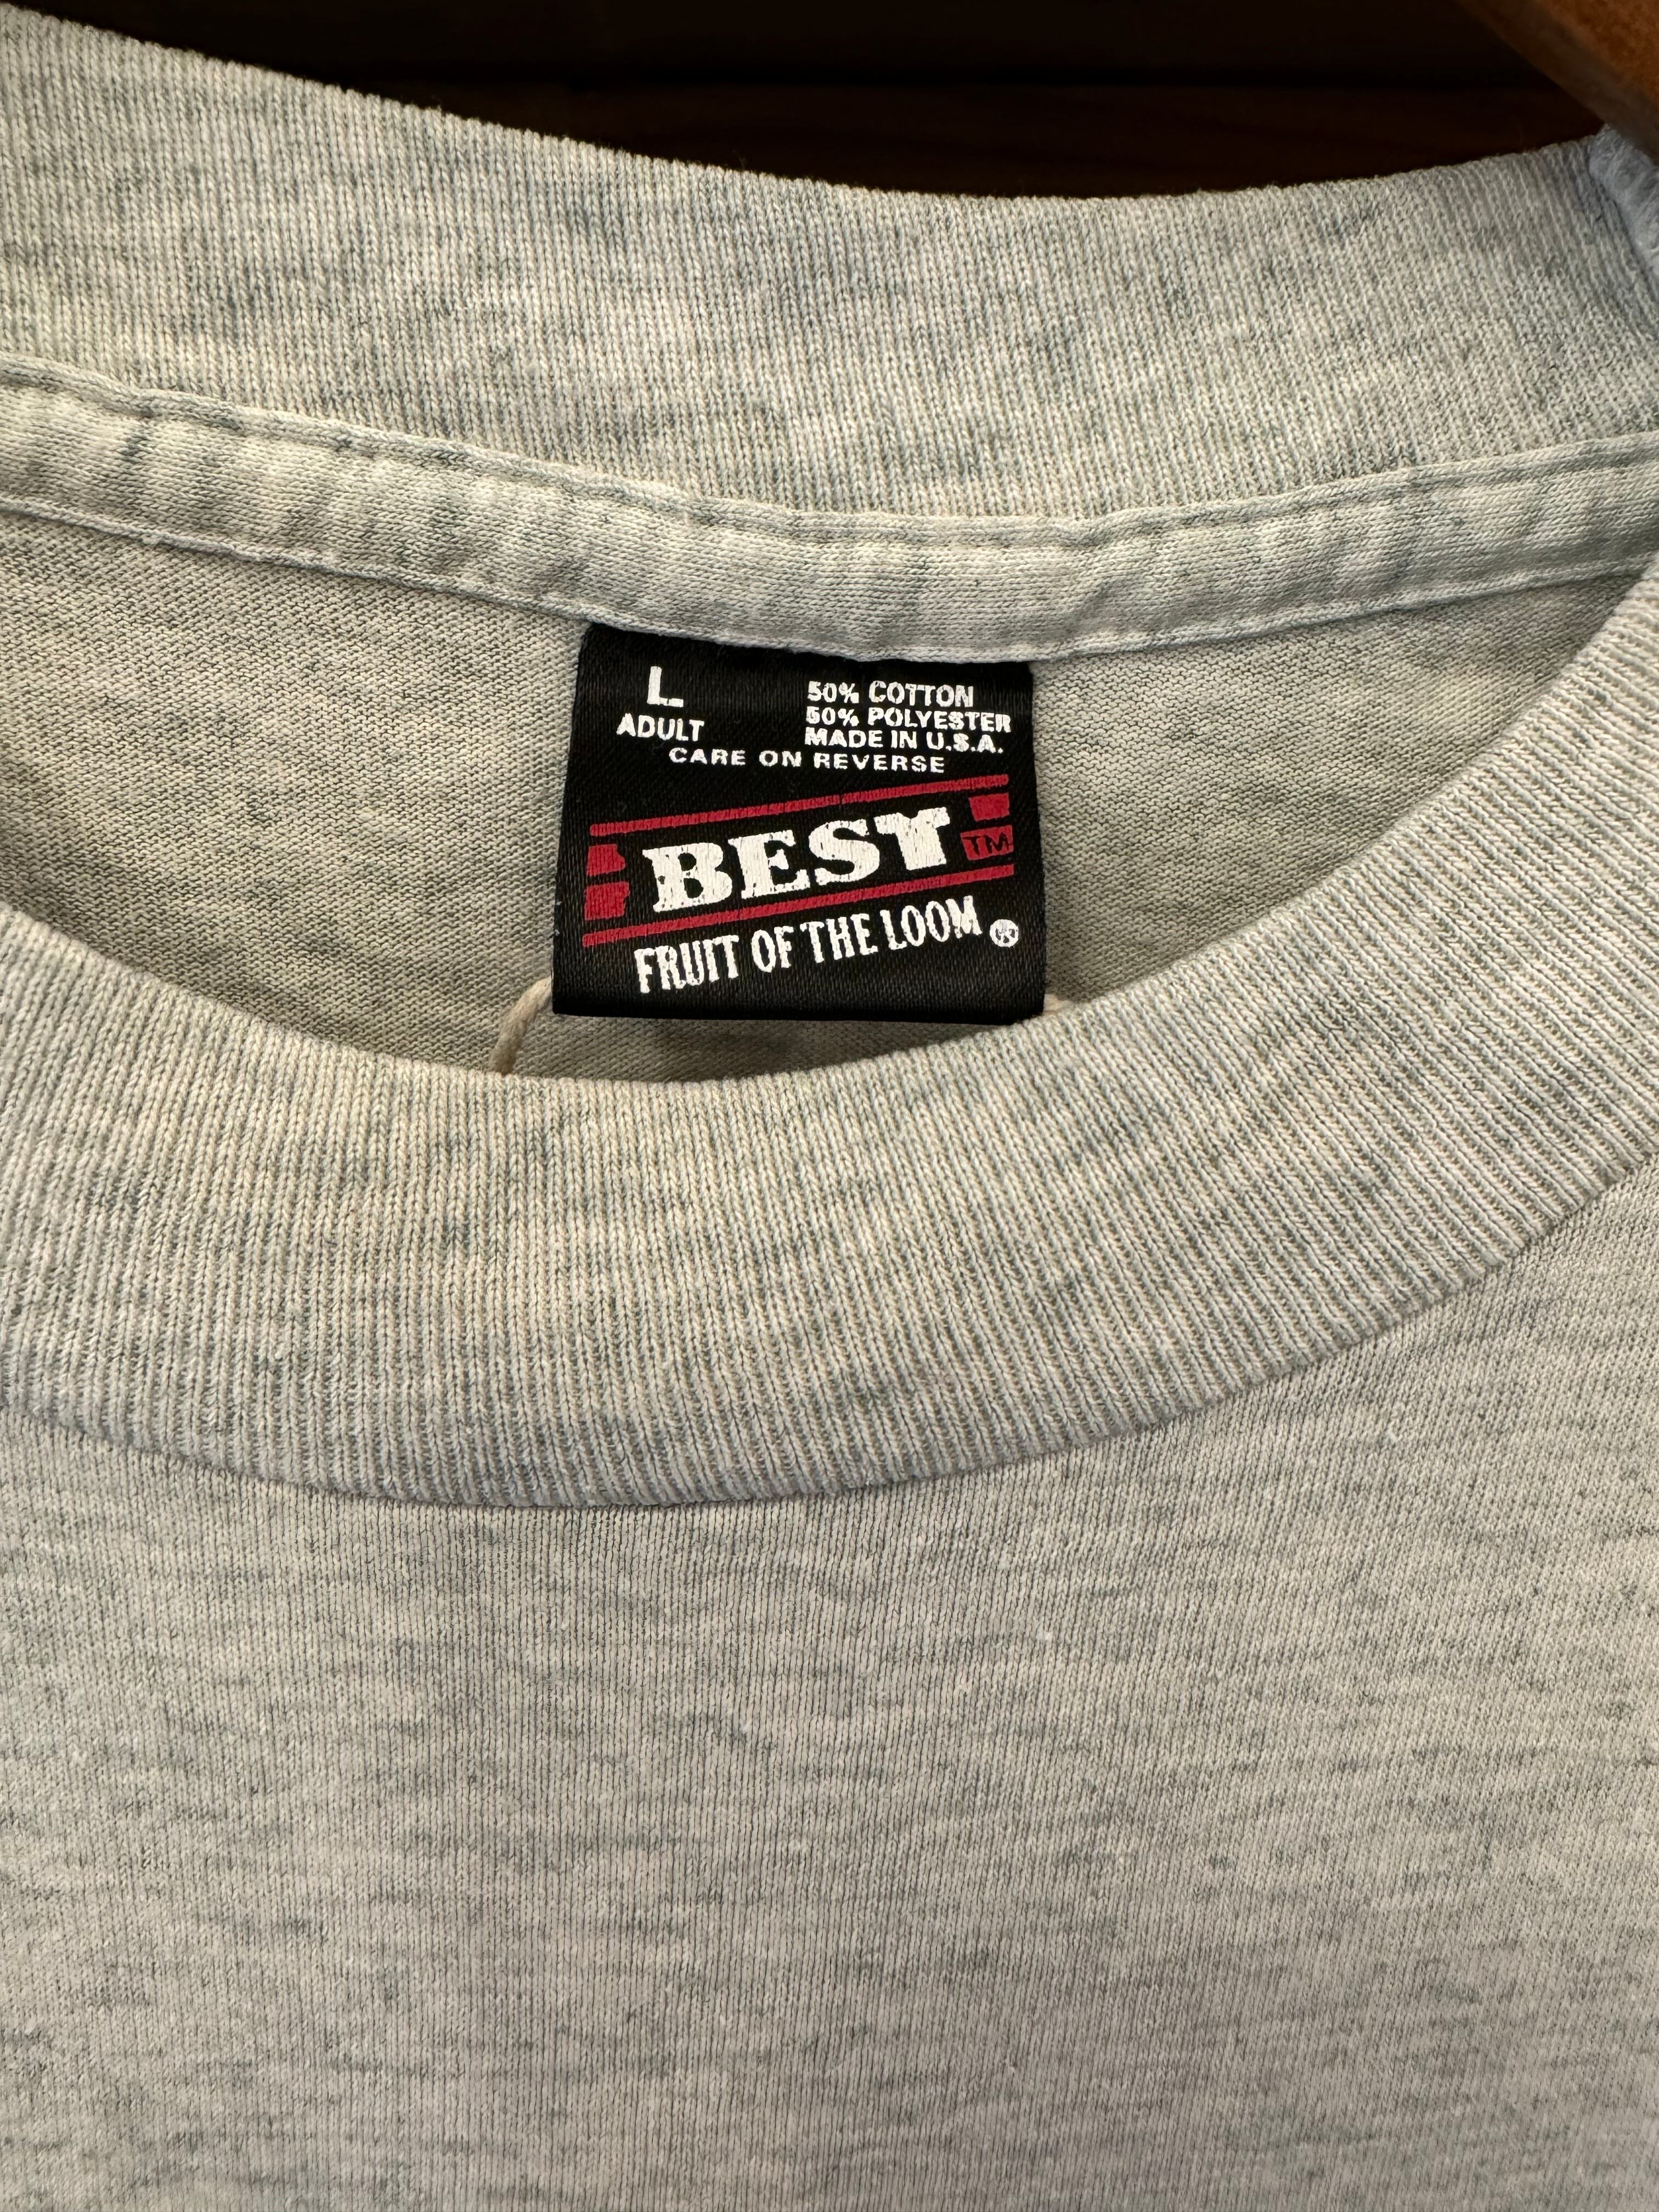 L
ADULT
50% COTTON
50% POLYESTER
MADE IN U.S.A.
CARE ON REVERSE
BEST TM
FRUIT OF THE LOOM ®